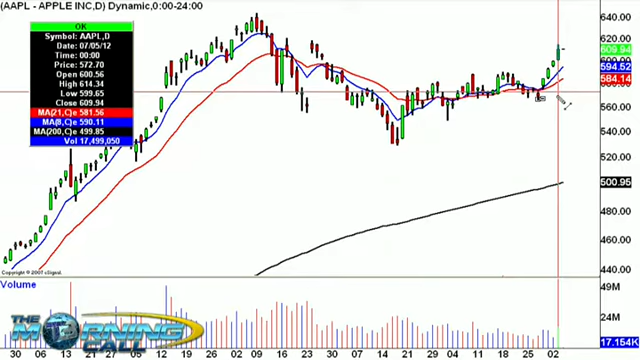 (AAPL - APPLE INC,D) Dynamic,0:00-24:00
OK
Symbol: AAPL,D
Date: 07/05/12
Time: 00:00
Price: 572.70
Open 600.56
High 614.34
Low 599.65
Close 609.94
MA(21,C)e 581.56
MA(8,C)e 590.11
MA(200,C)e 499.85
Vol 17,499,050
640.00
620.00
609.94
594.52
584.14
560.00
540.00
520.00
500.95
480.00
460.00
440.00
Copyright © 2007 eSignal.
Volume
49M
24M
17.154K
THE
MORNING
CALL
30 06 13 21 05 12 19 26 02 09 16 23 07 14 21 29 04 11 18 25 02